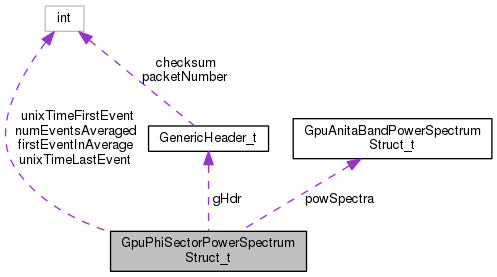 int
checksum
packetNumber
unixTimeFirstEvent
numEventsAveraged
firstEventInAverage
unixTimeLastEvent
GenericHeader_t
GpuAnitaBandPowerSpectrum
Struct_t
gHdr
powSpectra
GpuPhiSectorPowerSpectrum
Struct_t